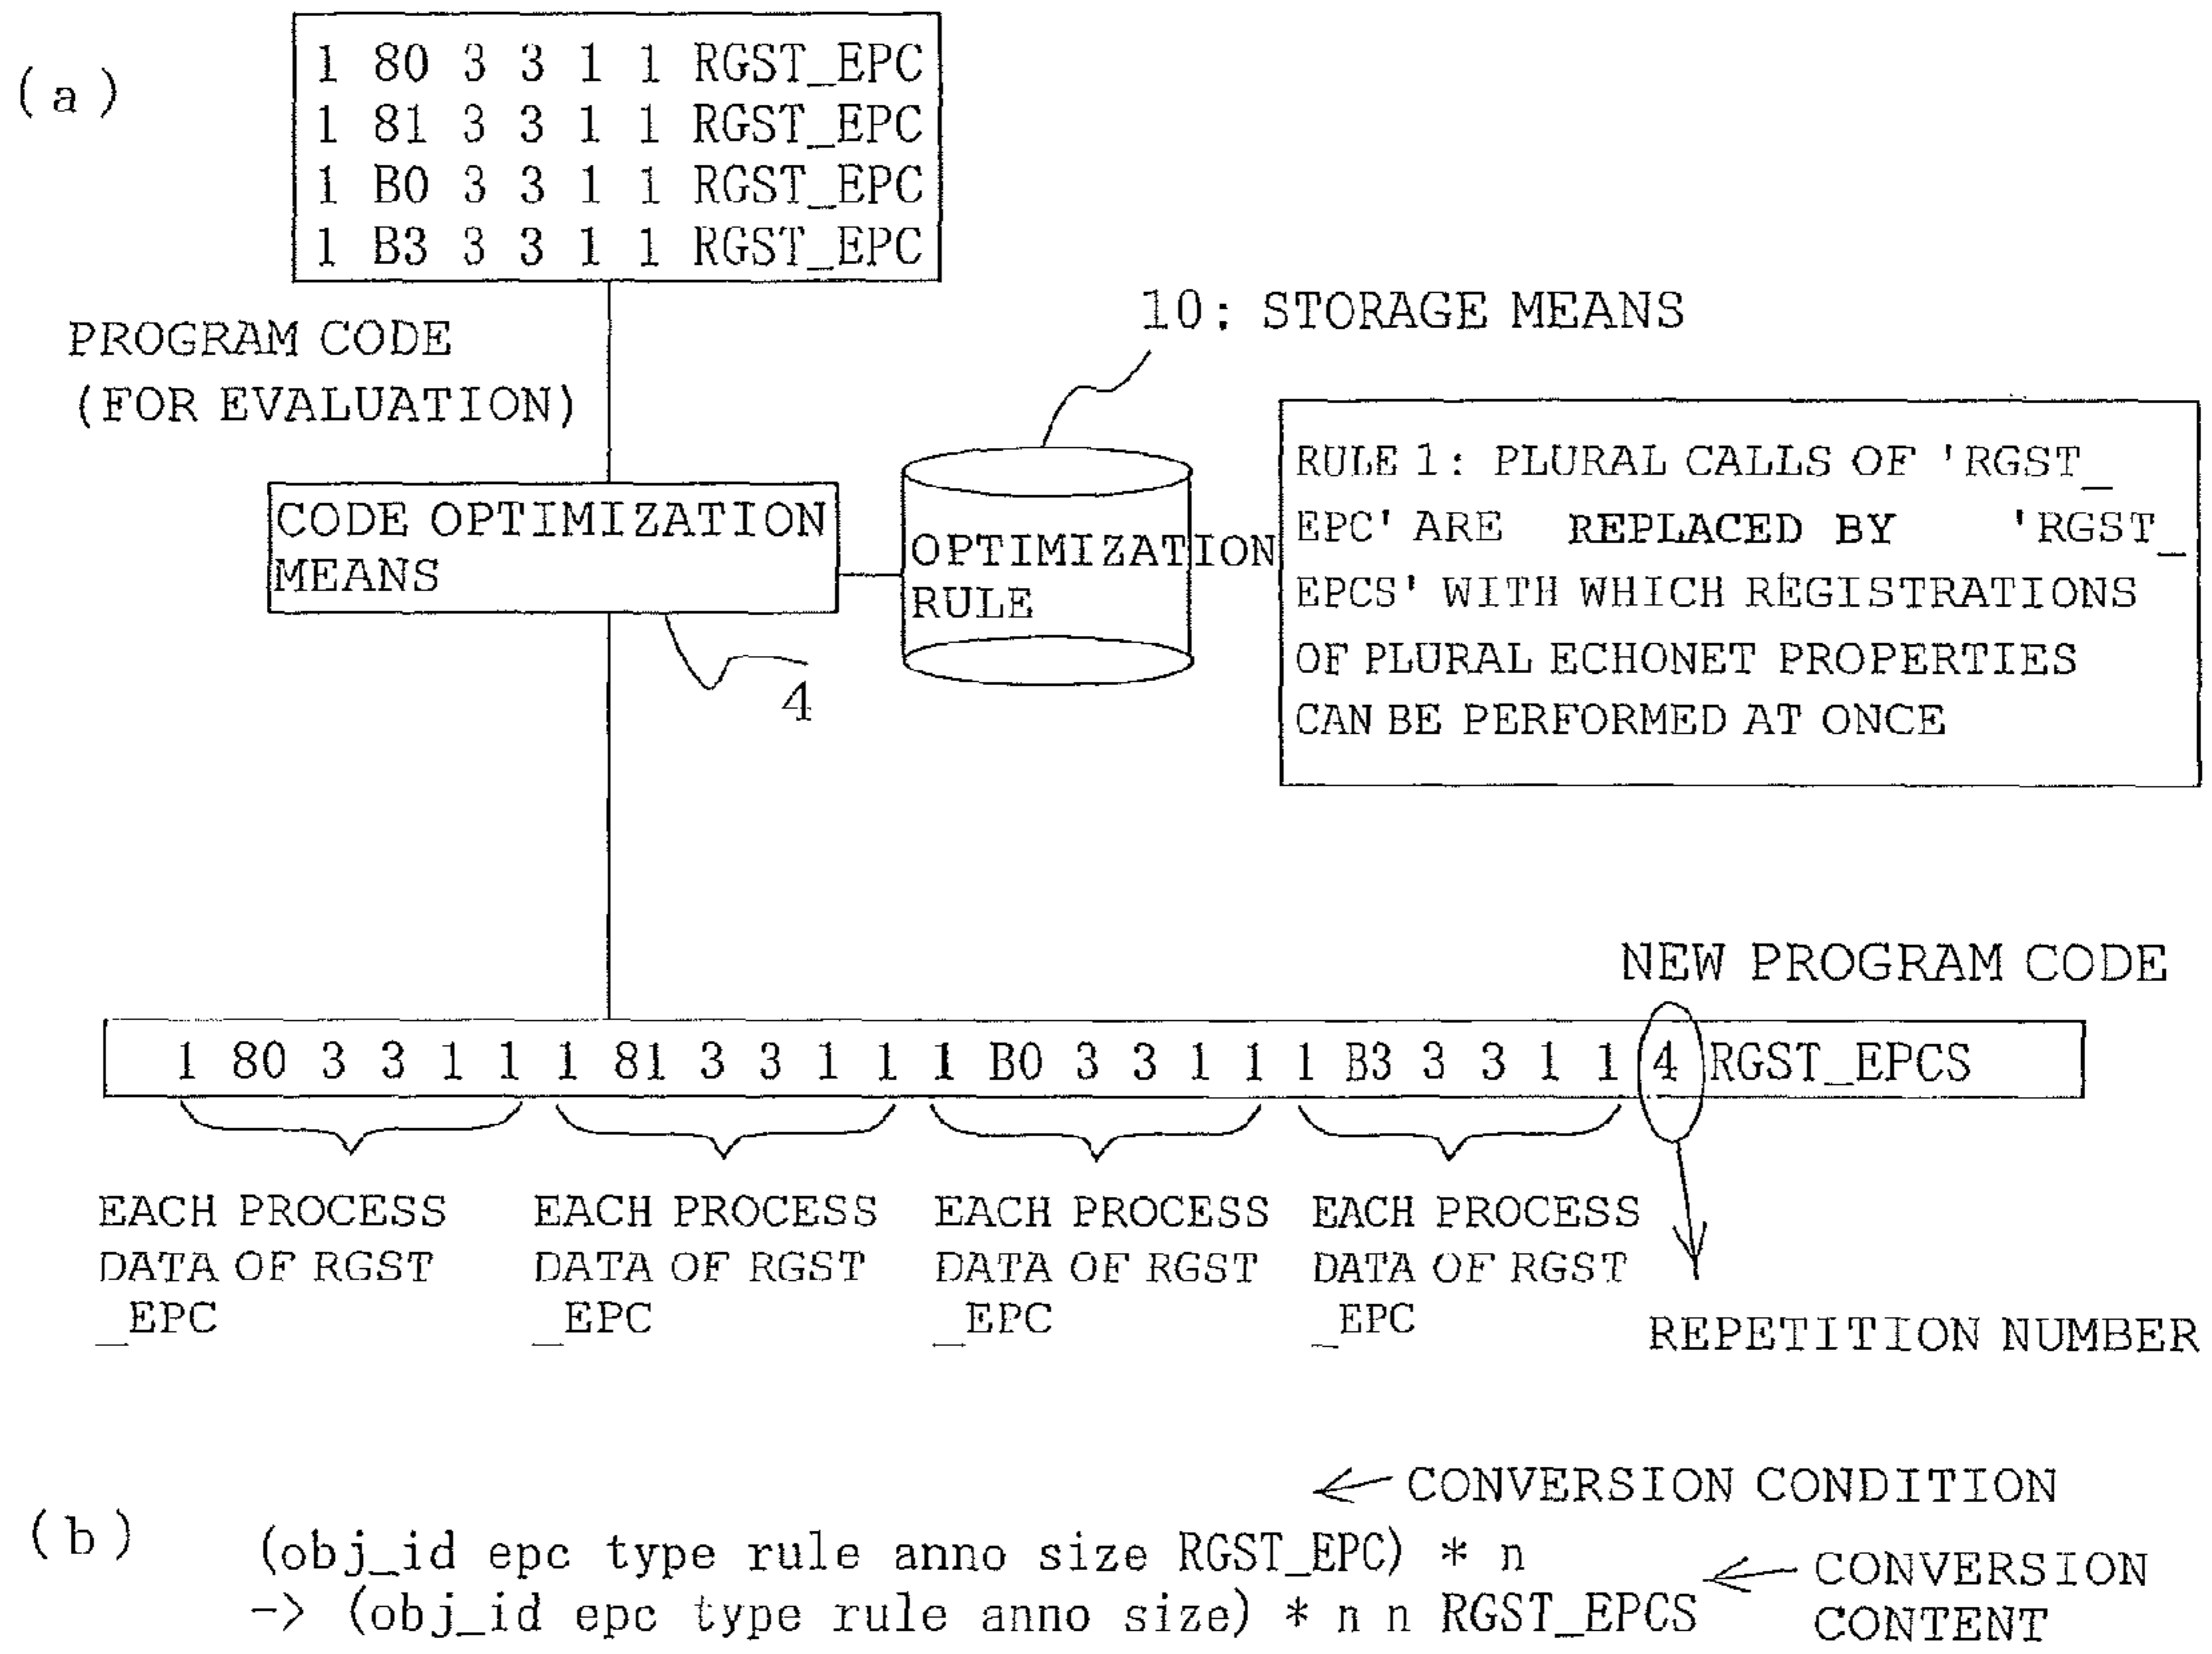 (a)
1 80 3 3 1 1 RGST_EPC
1 81 3 3 1 1 RGST_EPC
1 B0 3 3 1 1 RGST_EPC
1 B3 3 3 1 1 RGST_EPC
PROGRAM CODE
(FOR EVALUATION)
10: STORAGE MEANS
CODE OPTIMIZATION
MEANS
4
OPTIMIZATION
RULE
RULE 1: PLURAL CALLS OF 'RGST_
EPC' ARE REPLACED BY 'RGST_
EPCS' WITH WHICH REGISTRATIONS
OF PLURAL ECHONET PROPERTIES
CAN BE PERFORMED AT ONCE
NEW PROGRAM CODE
1 80 3 3 1 1 1 81 3 3 1 1 1 B0 3 3 1 1 1 B3 3 3 1 1 4 RGST_EPCS
EACH PROCESS
DATA OF RGST
_EPC
EACH PROCESS
DATA OF RGST
_EPC
EACH PROCESS
DATA OF RGST
_EPC
EACH PROCESS
DATA OF RGST
_EPC
REPETITION NUMBER
(b)
CONVERSION CONDITION
(obj_id epc type rule anno size RGST_EPC) * n
-> (obj_id epc type rule anno size) * n n RGST_EPCS
CONVERSION
CONTENT